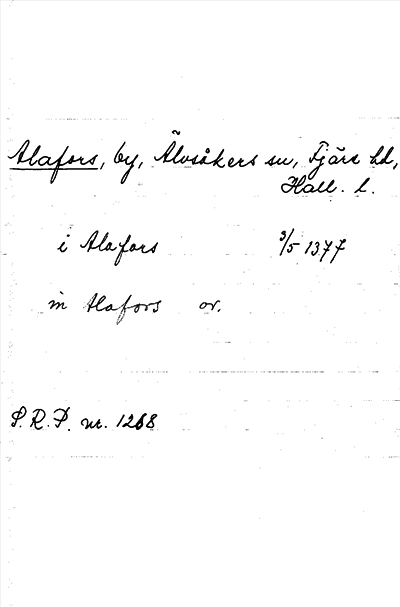 Alafors, by, Älvsåkers sn, Fjäre hd,
Hall. l.
i Alafors 3/5 1377
in Alafors or.
S.R.P. nr. 1268